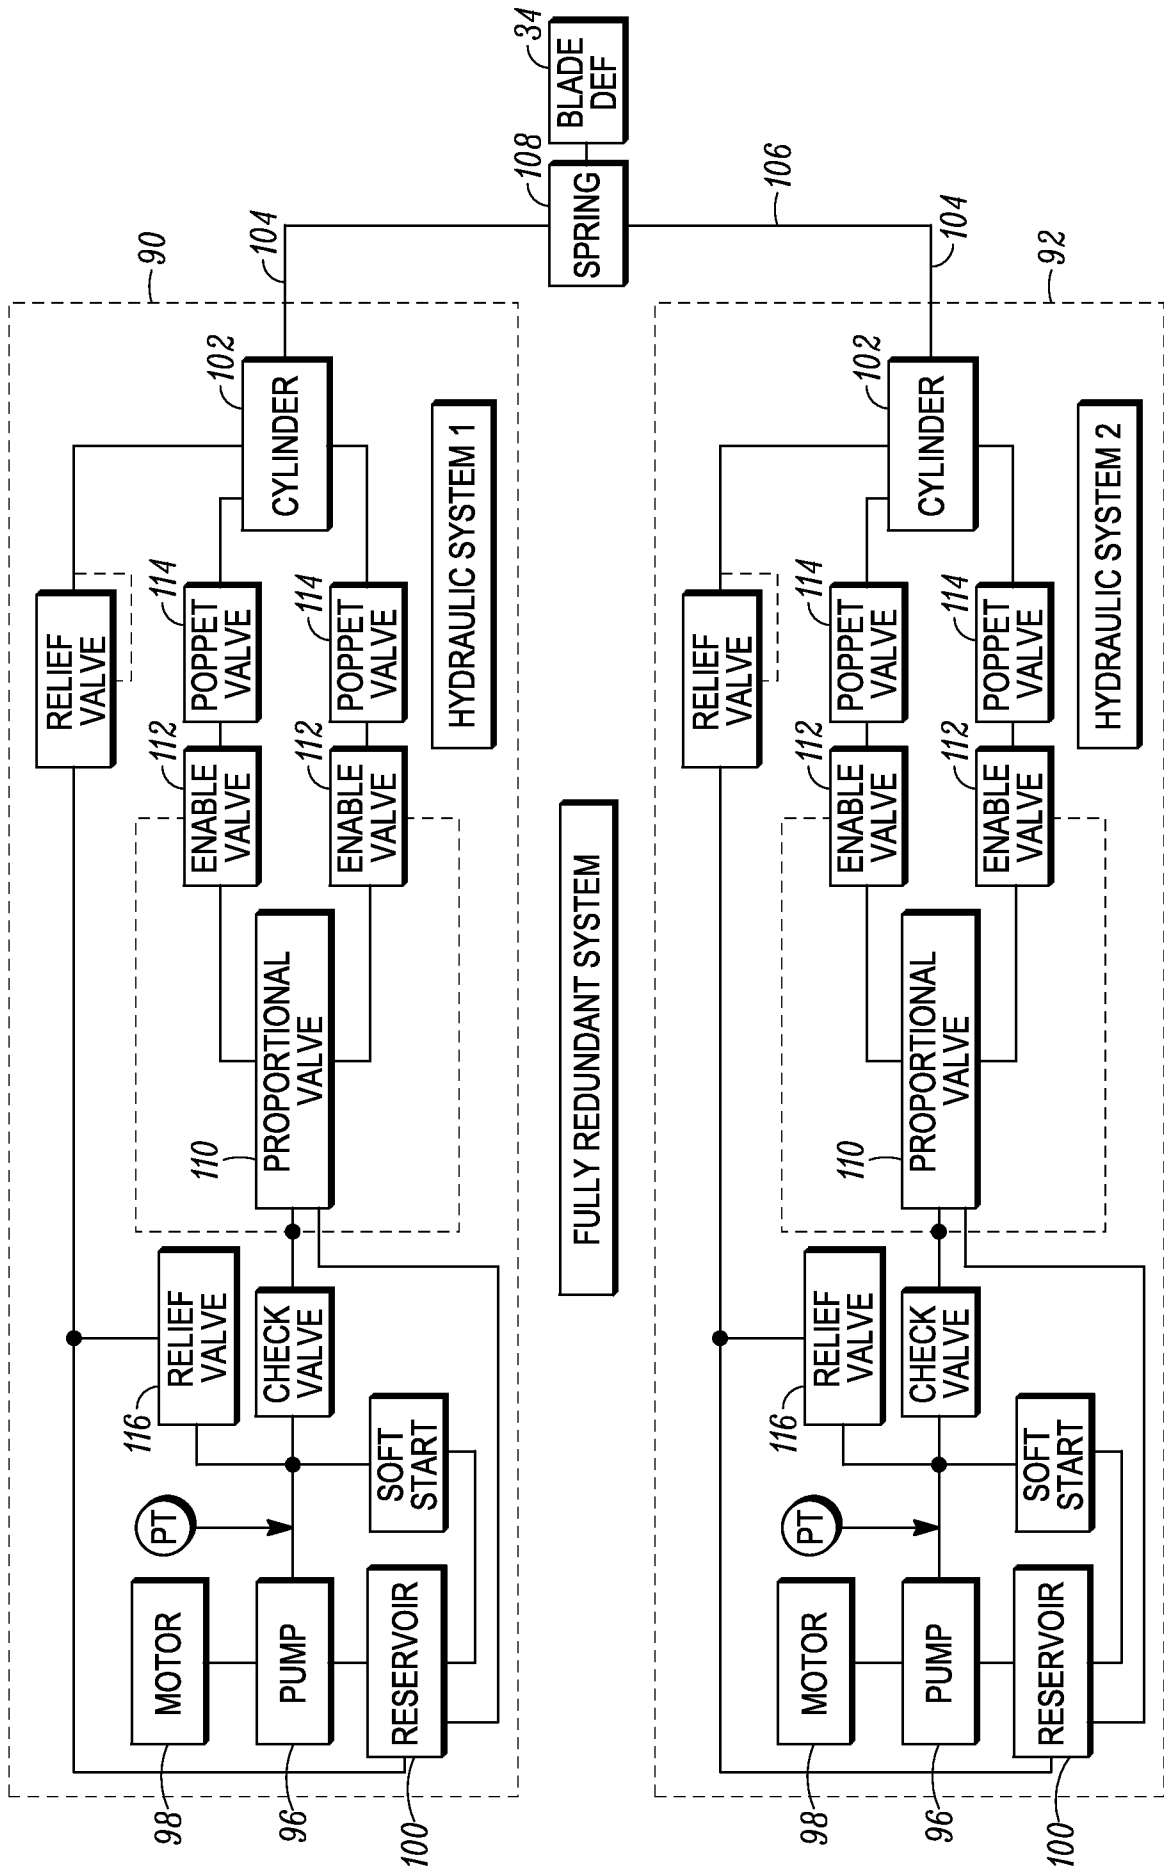 90
104
102
CYLINDER
RELIEF
VALVE
114
POPPET
VALVE
114
POPPET
VALVE
112
ENABLE
VALVE
112
ENABLE
VALVE
HYDRAULIC SYSTEM 1
110
PROPORTIONAL
VALVE
116
RELIEF
VALVE
CHECK
VALVE
SOFT
START
PT
MOTOR
98
PUMP
96
RESERVOIR
100
34
BLADE
DEF
108
SPRING
106
FULLY REDUNDANT SYSTEM
104
92
102
CYLINDER
RELIEF
VALVE
114
POPPET
VALVE
114
POPPET
VALVE
112
ENABLE
VALVE
112
ENABLE
VALVE
HYDRAULIC SYSTEM 2
110
PROPORTIONAL
VALVE
116
RELIEF
VALVE
CHECK
VALVE
SOFT
START
PT
MOTOR
98
PUMP
96
RESERVOIR
100